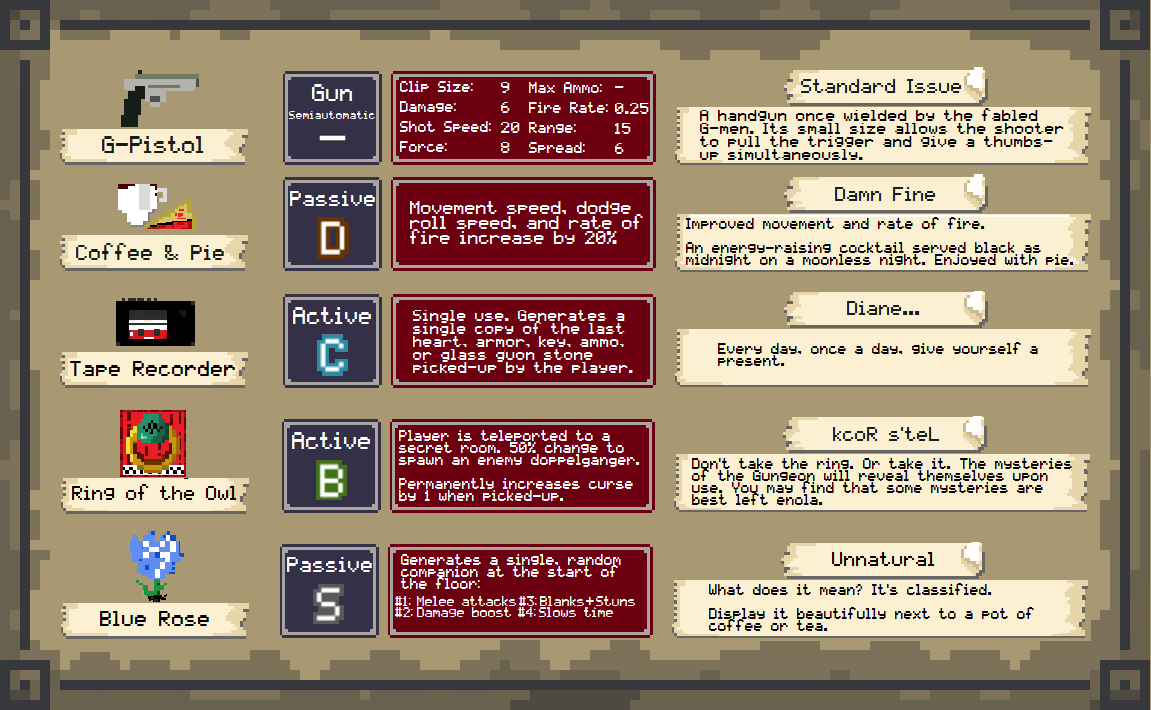 G-Pistol
Gun
Semiautomatic
—
Clip Size: 9 Max Ammo: -
Damage: 6 Fire Rate: 0.25
Shot Speed: 20 Range: 15
Force: 8 Spread: 6
Standard Issue
A handgun once wielded by the fabled
G-men. Its small size allows the shooter
to pull the trigger and give a thumbs-
up simultaneously.
Coffee & Pie
Passive
D
Movement speed, dodge
roll speed, and rate of
fire increase by 20%
Damn Fine
Improved movement and rate of fire.
An energy-raising cocktail served black as
midnight on a moonless night. Enjoyed with pie.
Tape Recorder
Active
C
Single use. Generates a
single copy of the last
heart, armor, key, ammo,
or glass guon stone
picked-up by the player.
Diane...
Every day, once a day, give yourself a
present.
Ring of the Owl
Active
B
Player is teleported to a
secret room. 50% change to
spawn an enemy doppelganger.
Permanently increases curse
by 1 when picked-up.
kcoR s'teL
Don't take the ring. Or take it. The mysteries
of the Gungeon will reveal themselves upon
use. You may find that some mysteries are
best left enola.
Blue Rose
Passive
S
Generates a single, random
companion at the start of
the floor:
#1: Melee attacks #3:Blanks+Stuns
#2:Damage boost #4:Slows time
Unnatural
What does it mean? It's classified.
Display it beautifully next to a pot of
coffee or tea.